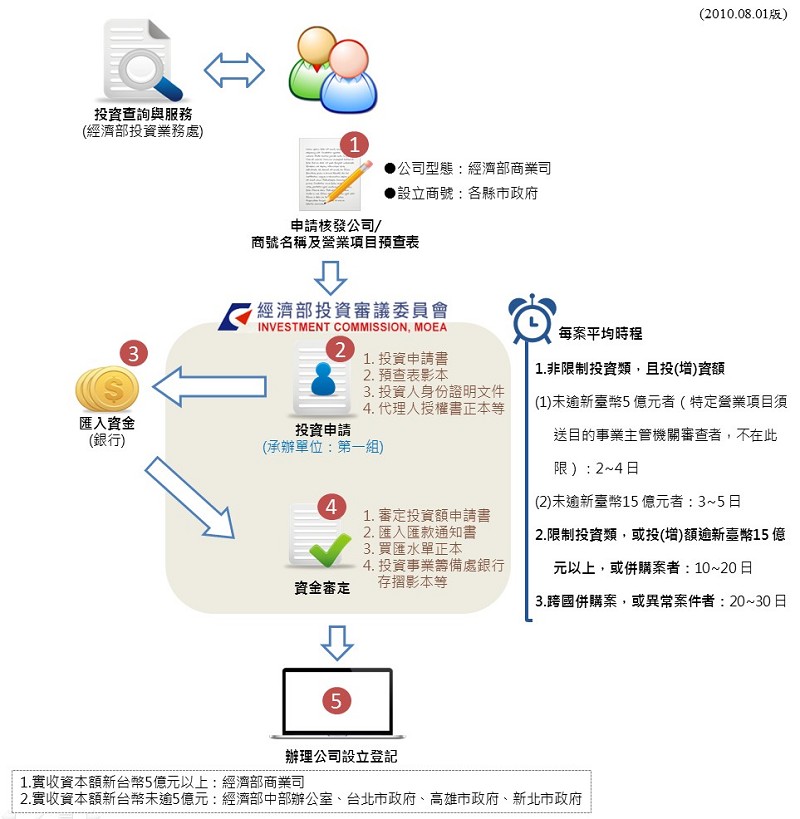 (2010.08.01版)
投資查詢與服務
(經濟部投資業務處)
1
●公司型態：經濟部商業司
●設立商號：各縣市政府
申請核發公司/
商號名稱及營業項目預查表
經濟部投資審議委員會
INVESTMENT COMMISSION, MOEA
2
1. 投資申請書
2. 預查表影本
3. 投資人身份證明文件
4. 代理人授權書正本等
投資申請
(承辦單位：第一組)
3
匯入資金
(銀行)
4
1. 審定投資額申請書
2. 匯入匯款通知書
3. 買匯水單正本
4. 投資事業籌備處銀行
存摺影本等
資金審定
每案平均時程
1.非限制投資類，且投(增)資額
(1)未逾新臺幣5 億元者（特定營業項目須
送目的事業主管機關審查者，不在此
限）：2~4 日
(2)未逾新臺幣15 億元者：3~5 日
2.限制投資類，或投(增)額逾新臺幣15 億
元以上，或併購案者：10~20 日
3.跨國併購案，或異常案件者：20~30 日
5
辦理公司設立登記
1.實收資本額新台幣5億元以上：經濟部商業司
2.實收資本額新台幣未逾5億元：經濟部中部辦公室、台北市政府、高雄市政府、新北市政府